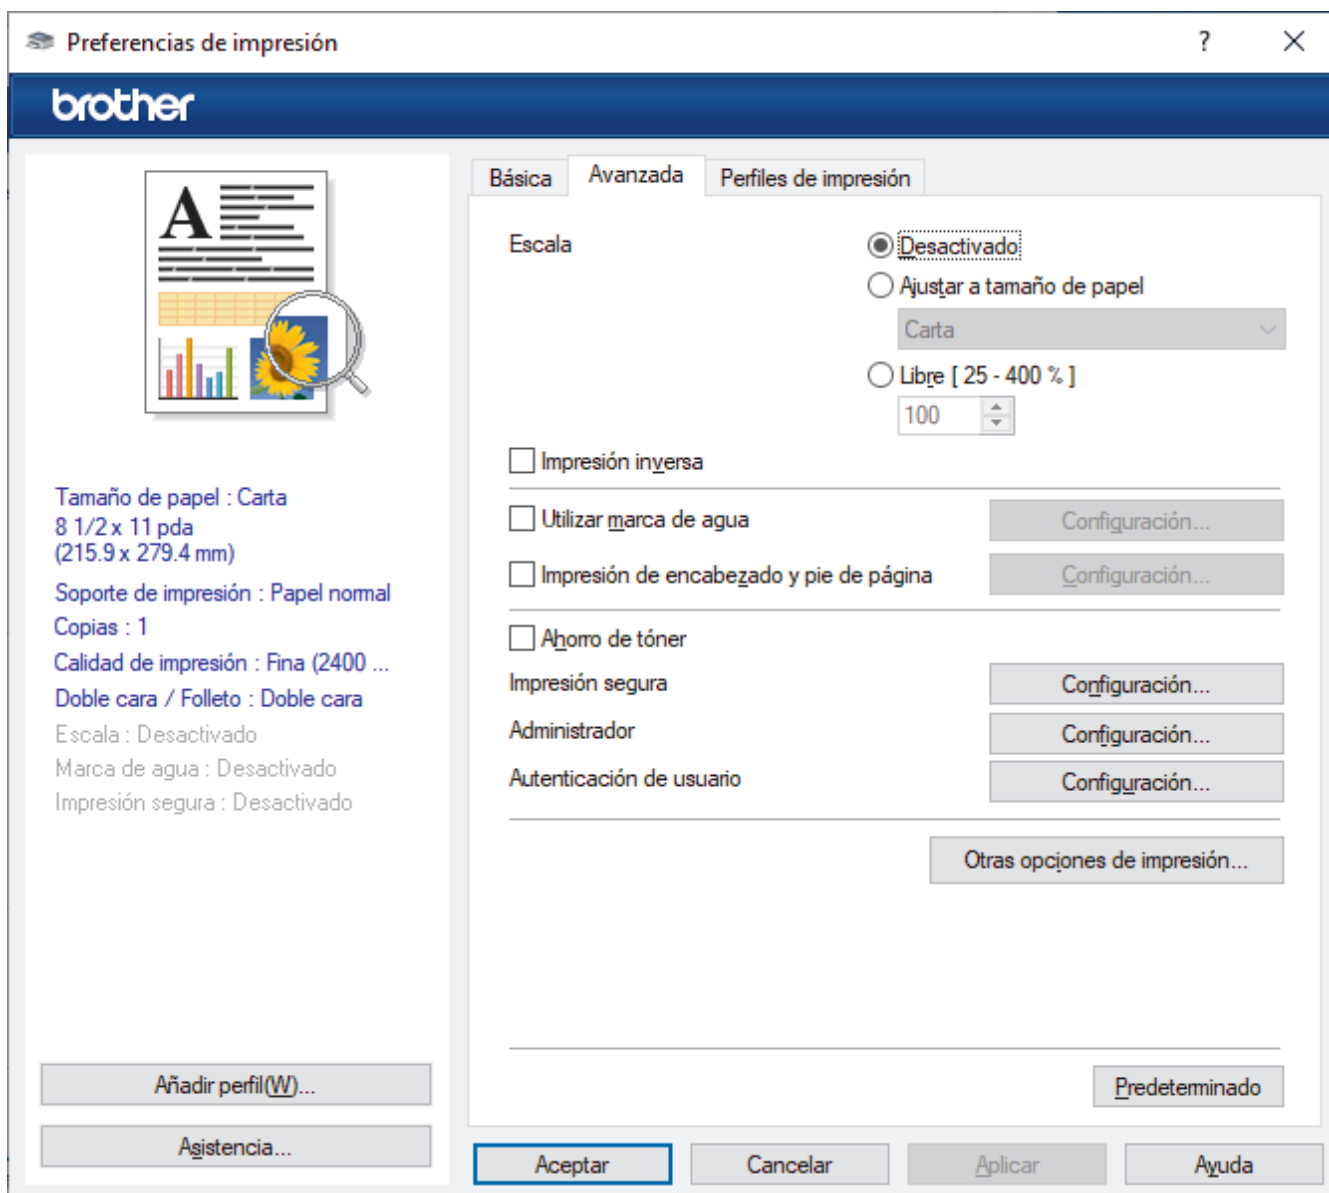 Preferencias de impresión
?
brother
A
Básica
Avanzada
Perfiles de impresión
Escala
Desactivado
Ajustar a tamaño de papel
Carta
Libre [ 25 - 400 % ]
100
Impresión inversa
Utilizar marca de agua
Configuración...
Impresión de encabezado y pie de página
Configuración...
Ahorro de tóner
Impresión segura
Configuración...
Administrador
Configuración...
Autenticación de usuario
Configuración...
Otras opciones de impresión...
Predeterminado
Tamaño de papel : Carta
8 1/2 x 11 pda
(215.9 x 279.4 mm)
Soporte de impresión : Papel normal
Copias : 1
Calidad de impresión : Fina (2400 ...
Doble cara / Folleto : Doble cara
Escala : Desactivado
Marca de agua : Desactivado
Impresión segura : Desactivado
Añadir perfil(W)...
Asistencia...
Aceptar
Cancelar
Aplicar
Ayuda